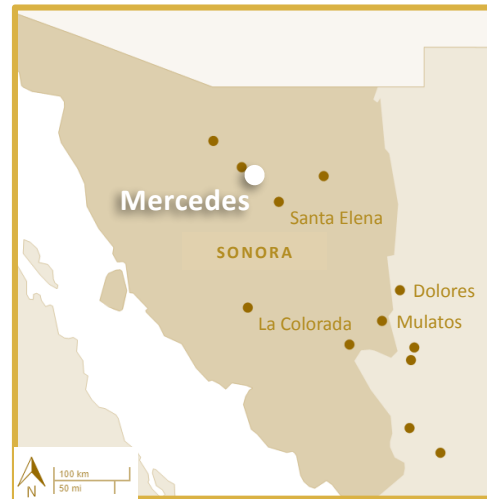 Mercedes
Santa Elena
SONORA
Dolores
La Colorada
Mulatos
100 km
50 mi
N